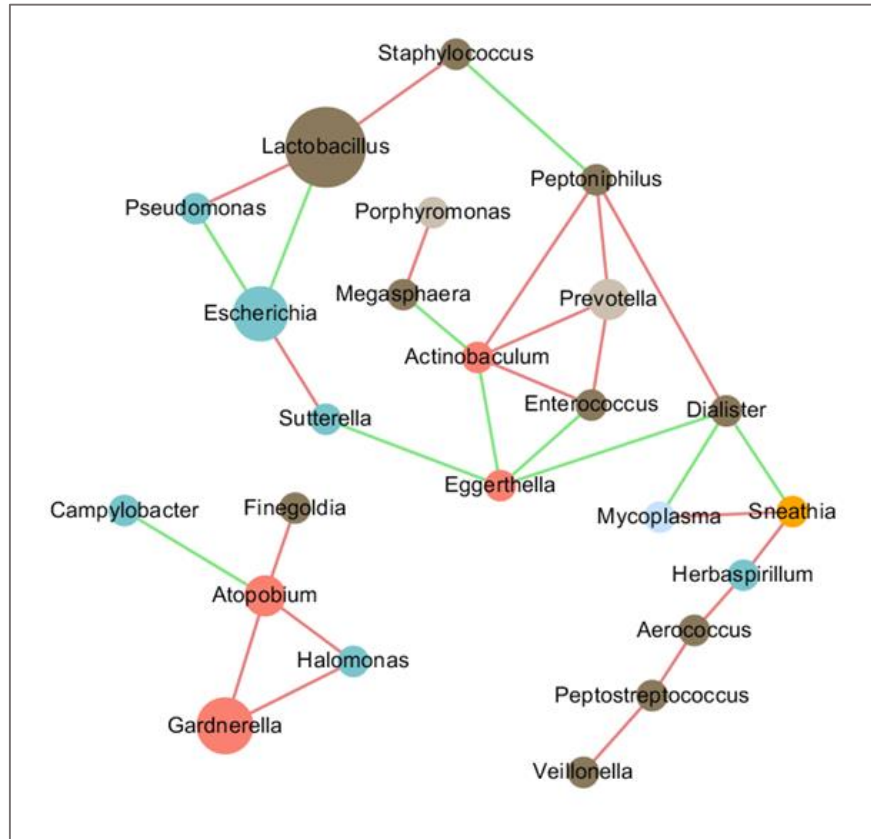 Staphylococcus
Lactobacillus
Peptoniphilus
Pseudomonas
Porphyromonas
Megasphaera
Prevotella
Escherichia
Actinobaculum
Enterococcus
Dialister
Sutterella
Eggerthella
Campylobacter
Finegoldia
Mycoplasma
Sneathia
Herbaspirillum
Atopobium
Aerococcus
Halomonas
Peptostreptococcus
Gardnerella
Veillonella